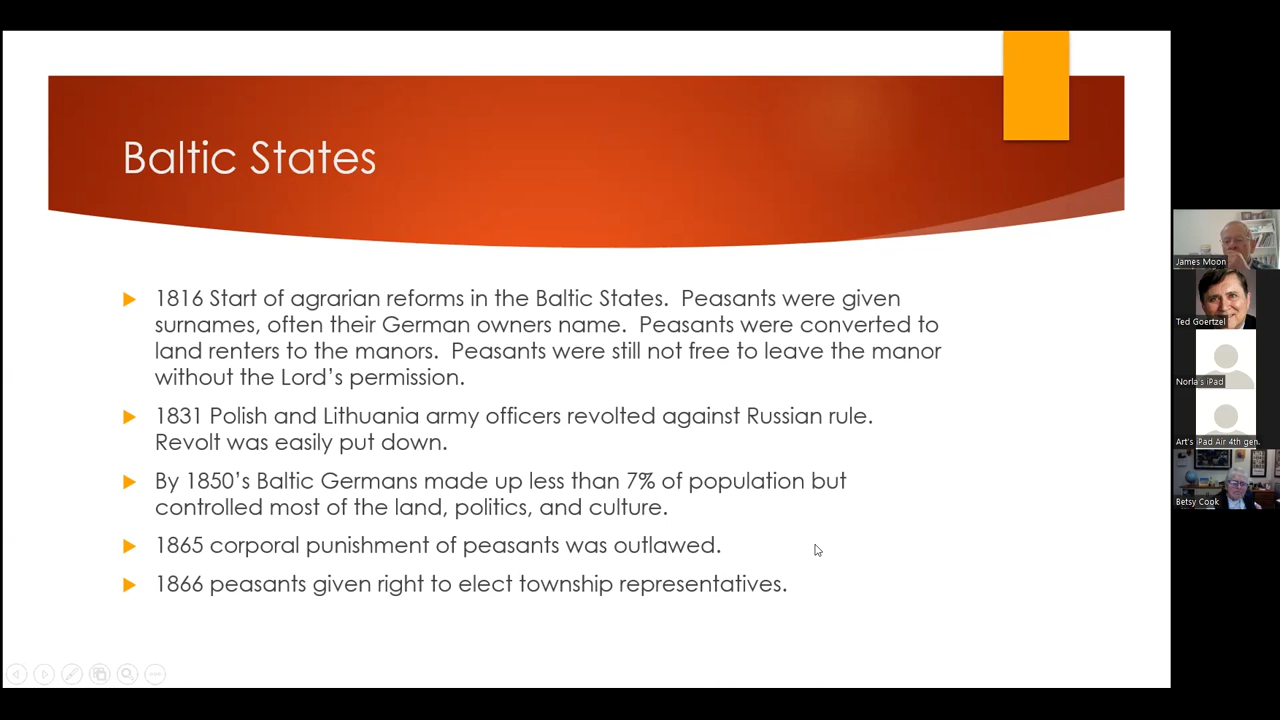 Baltic States
1816 Start of agrarian reforms in the Baltic States.  Peasants were given
surnames, often their German owners name.  Peasants were converted to
land renters to the manors.  Peasants were still not free to leave the manor
without the Lord’s permission.
1831 Polish and Lithuania army officers revolted against Russian rule.
Revolt was easily put down.
By 1850’s Baltic Germans made up less than 7% of population but
controlled most of the land, politics, and culture.
1865 corporal punishment of peasants was outlawed.
1866 peasants given right to elect township representatives.
James Moon
Ted Goertzel
Norla's iPad
Art's iPad Air 4th gen.
Betsy Cook